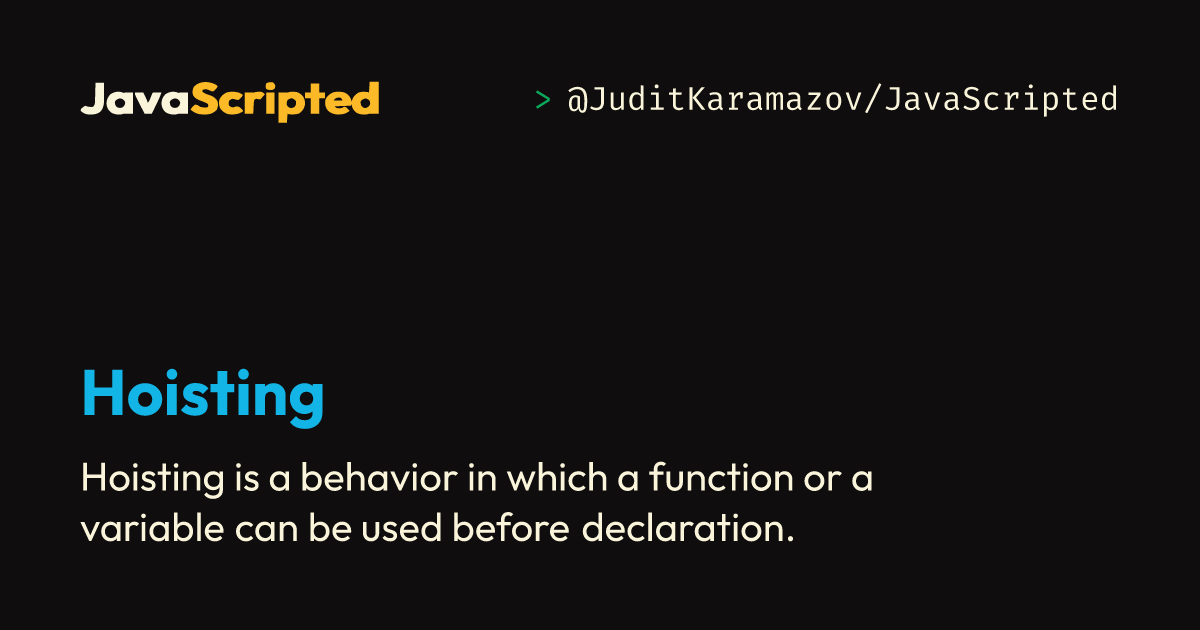 JavaScripted
> @JuditKaramazov/JavaScripted
Hoisting
Hoisting is a behavior in which a function or a
variable can be used before declaration.